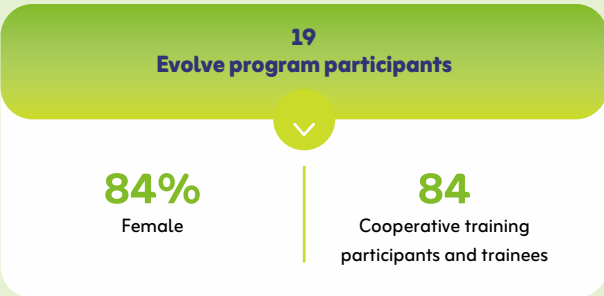 19
Evolve program participants
84%
Female
84
Cooperative training
participants and trainees